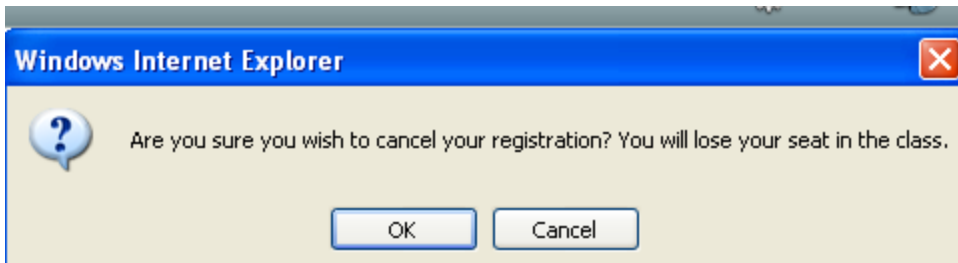 Windows Internet Explorer
Are you sure you wish to cancel your registration? You will lose your seat in the class.
OK
Cancel